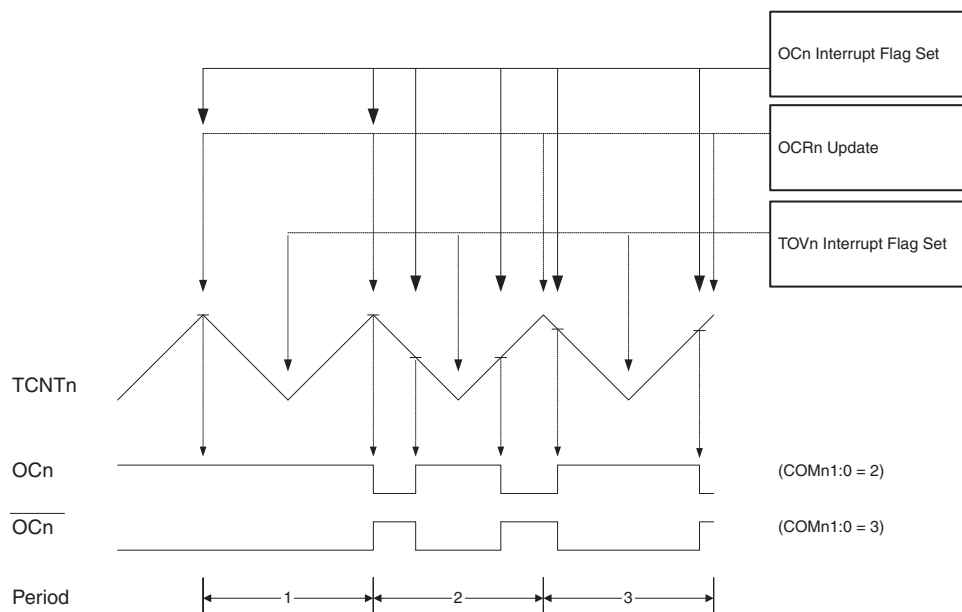 OCn Interrupt Flag Set
OCRn Update
TOVn Interrupt Flag Set
TCNTn
OCn
(COMn1:0 = 2)
OCn
(COMn1:0 = 3)
Period
1
2
3